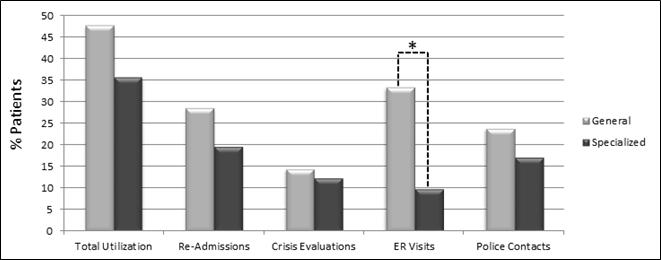 50
45
40
35
30
25
20
15
10
5
0
% Patients
*
General
Specialized
Total Utilization
Re-Admissions
Crisis Evaluations
ER Visits
Police Contacts